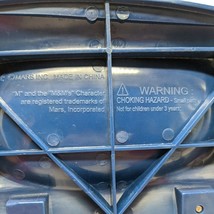 MADE IN CHINA
"M" and the "M&M's" Character
are registered trademarks of
Mars, Incorporated
WARNING
CHOKING HAZARD - Small
Not for children under 3 years.